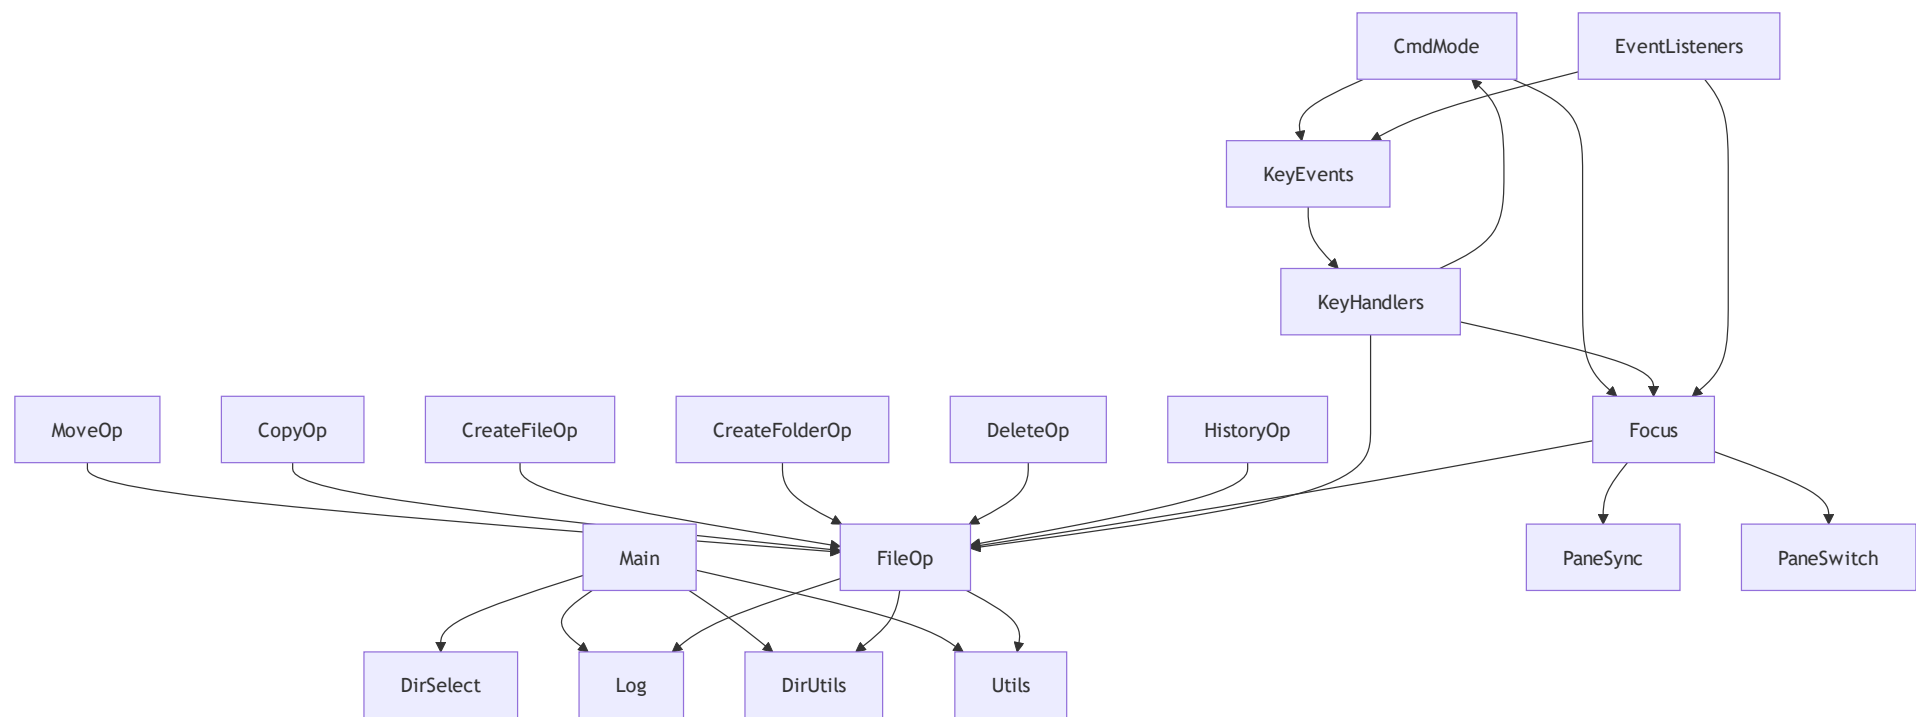 CmdMode
EventListeners
KeyEvents
KeyHandlers
MoveOp
CopyOp
CreateFileOp
CreateFolderOp
DeleteOp
HistoryOp
Focus
Main
FileOp
PaneSync
PaneSwitch
DirSelect
Log
DirUtils
Utils